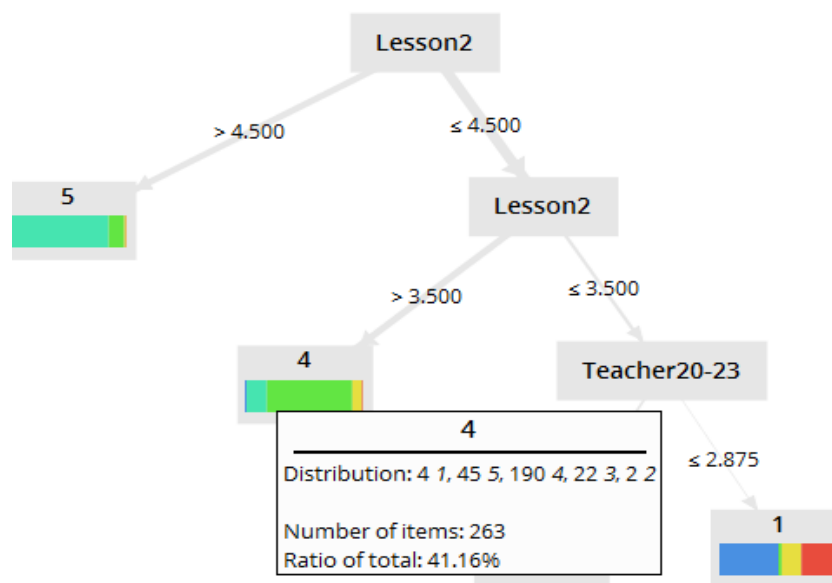 Lesson2
> 4.500
≤ 4.500
5
Lesson2
> 3.500
≤ 3.500
4
Teacher20-23
4
Distribution: 4 1, 45 5, 190 4, 22 3, 2 2
Number of items: 263
Ratio of total: 41.16%
≤ 2.875
1